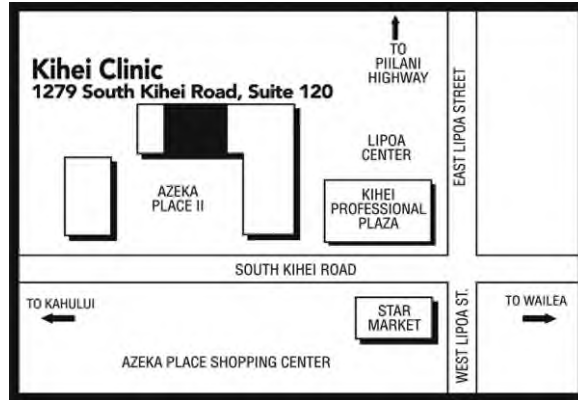 Kihei Clinic
1279 South Kihei Road, Suite 120
TO
PIILANI
HIGHWAY
EAST LIPOA STREET
LIPOA
CENTER
AZEKA
PLACE II
KIHEI
PROFESSIONAL
PLAZA
SOUTH KIHEI ROAD
TO KAHULUI
STAR
MARKET
WEST LIPOA ST.
TO WAILEA
AZEKA PLACE SHOPPING CENTER